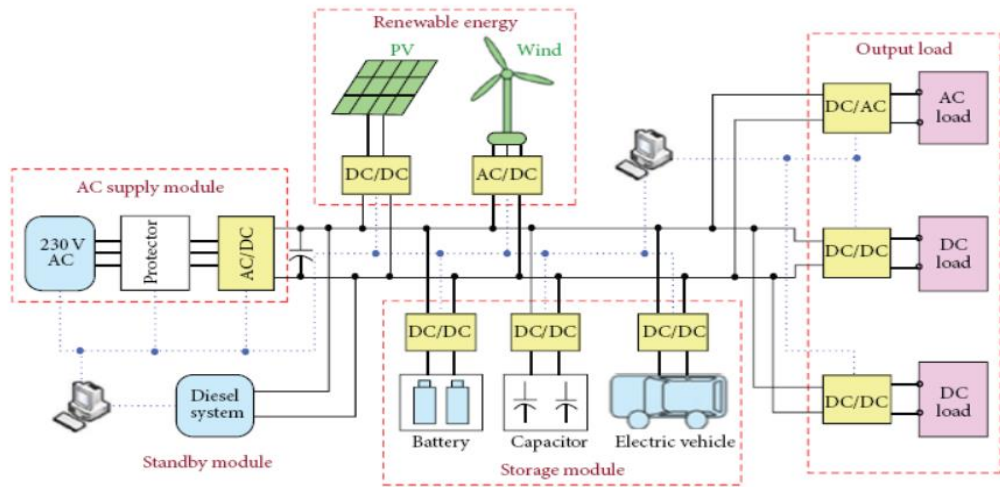 Renewable energy
PV
Wind
DC/DC
AC/DC
Output load
DC/AC
AC
load
DC/DC
DC
load
DC/DC
DC
load
AC supply module
230 V
AC
Protector
AC/DC
Diesel
system
Standby module
DC/DC
DC/DC
DC/DC
Battery
Capacitor
Electric vehicle
Storage module